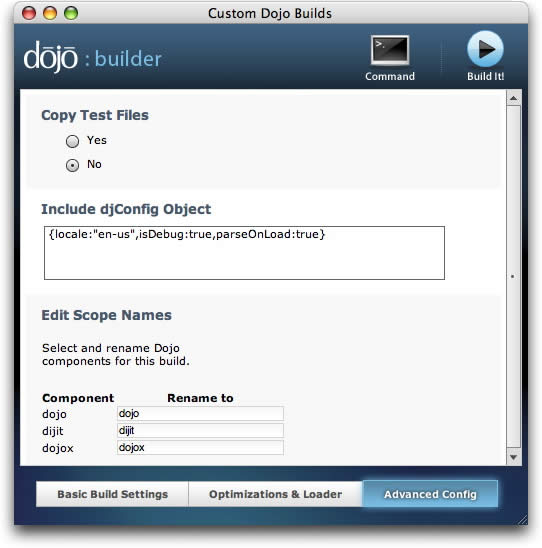 Custom Dojo Builds
dōjō : builder
>_
Command
Build It!
Copy Test Files
Yes
No
Include djConfig Object
{locale:"en-us",isDebug:true,parseOnLoad:true}
Edit Scope Names
Select and rename Dojo
components for this build.
Component Rename to
dojo dojo
dijit dijit
dojox dojox
Basic Build Settings Optimizations & Loader Advanced Config